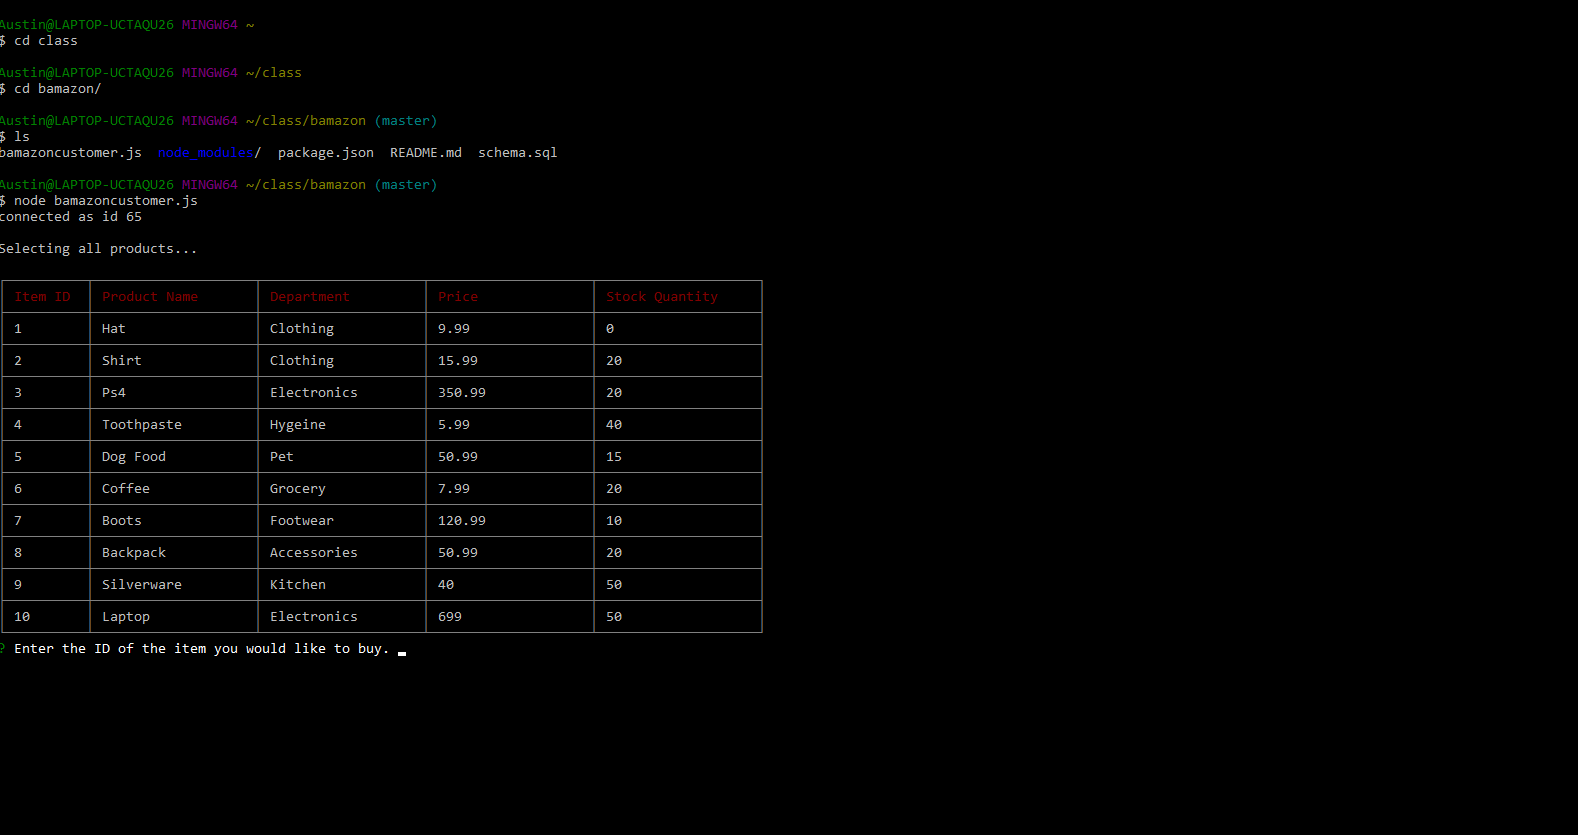 Austin@LAPTOP-UCTAQU26 MINGW64 ~
$ cd class
Austin@LAPTOP-UCTAQU26 MINGW64 ~/class
$ cd bamazon/
Austin@LAPTOP-UCTAQU26 MINGW64 ~/class/bamazon (master)
$ ls
bamazoncustomer.js  node_modules/  package.json  README.md  schema.sql
Austin@LAPTOP-UCTAQU26 MINGW64 ~/class/bamazon (master)
$ node bamazoncustomer.js
connected as id 65
Selecting all products...
Item ID Product Name Department Price Stock Quantity
1 Hat Clothing 9.99 0
2 Shirt Clothing 15.99 20
3 Ps4 Electronics 350.99 20
4 Toothpaste Hygeine 5.99 40
5 Dog Food Pet 50.99 15
6 Coffee Grocery 7.99 20
7 Boots Footwear 120.99 10
8 Backpack Accessories 50.99 20
9 Silverware Kitchen 40 50
10 Laptop Electronics 699 50
? Enter the ID of the item you would like to buy.